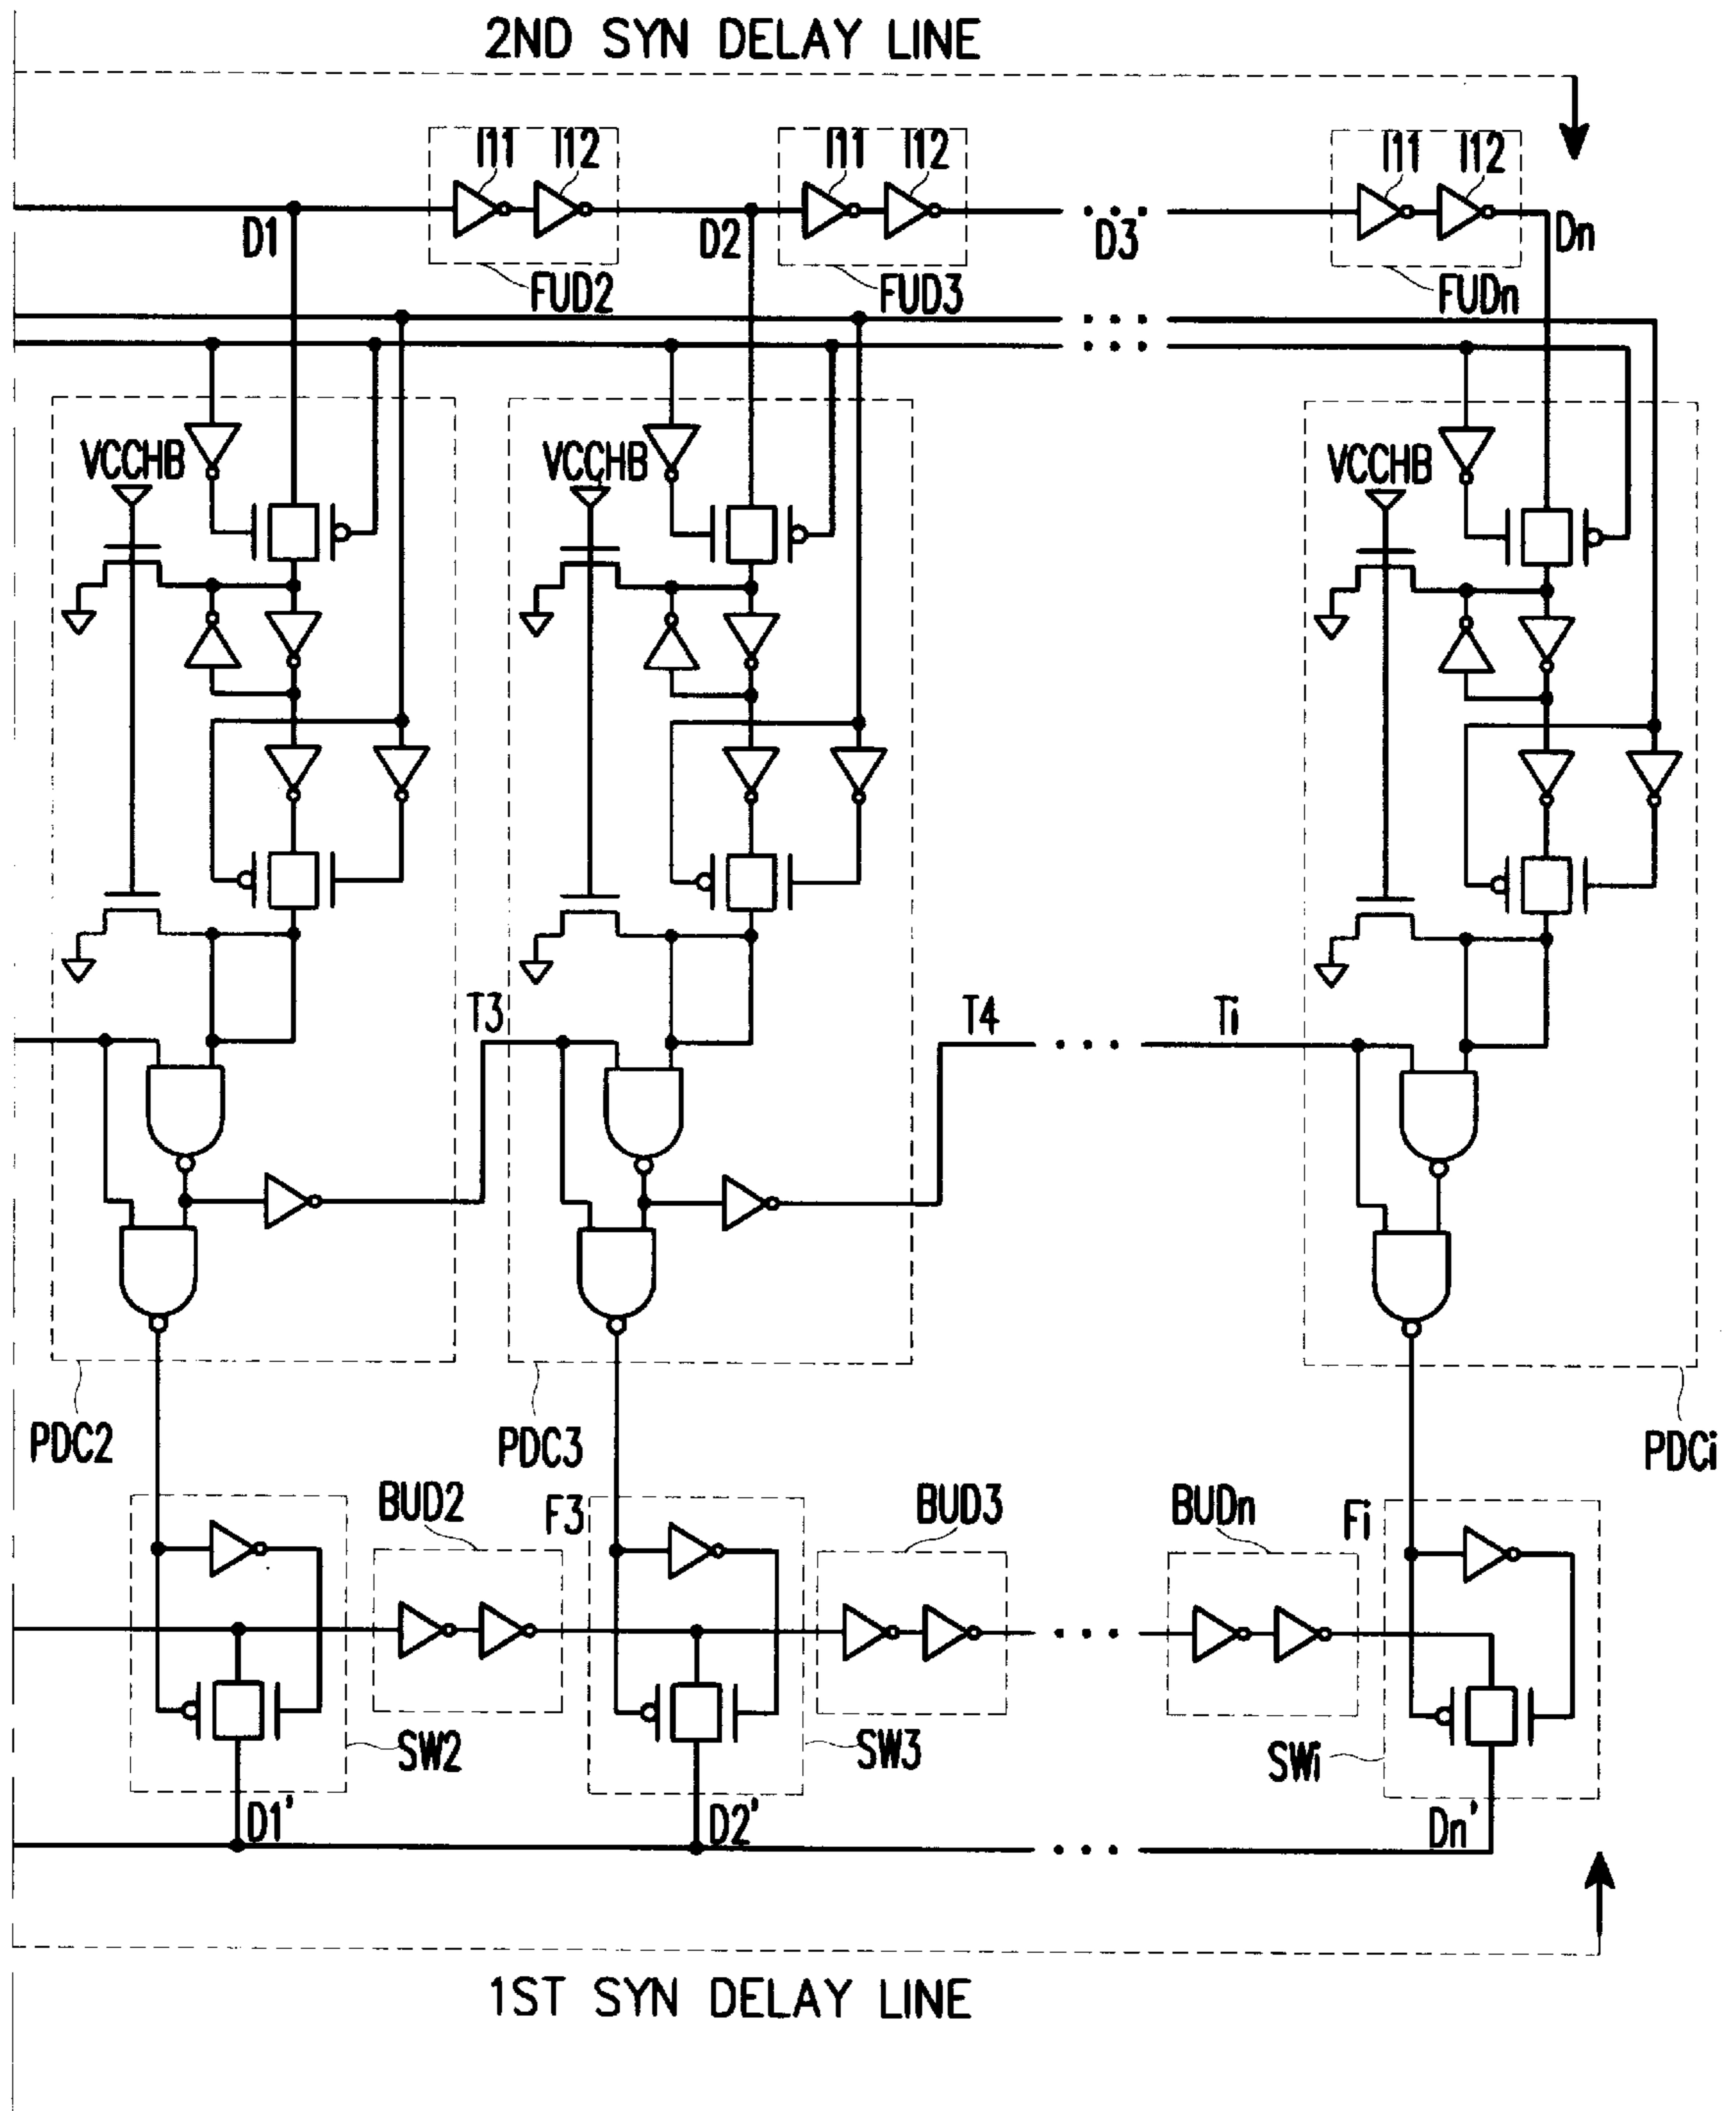 2ND SYN DELAY LINE
I11 I12 I11 I12 I11 I12
D1 D2 D3 Dn
FUD2 FUD3 FUDn
VCCHB VCCHB VCCHB
T3 T4 Ti
PDC2 PDC3 PDCi
BUD2 F3 BUD3 BUDn Fi
SW2 SW3 SWi
D1' D2' Dn'
1ST SYN DELAY LINE